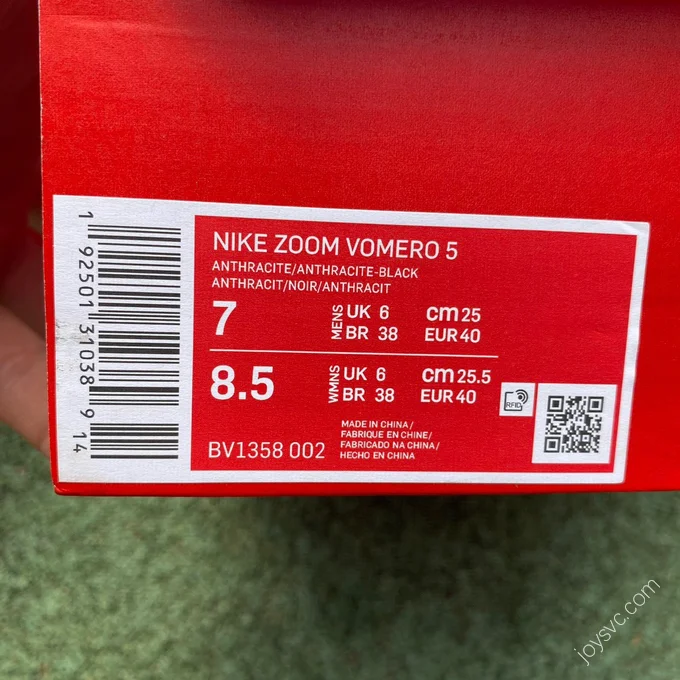 1 92501 31038 9 14
NIKE ZOOM VOMERO 5
ANTHRACITE/ANTHRACITE-BLACK
ANTHRACIT/NOIR/ANTHRACIT
7 MENS UK 6 cm 25
BR 38 EUR 40
8.5 WMNS UK 6 cm 25.5
BR 38 EUR 40
RFID
BV1358 002
MADE IN CHINA/
FABRIQUE EN CHINE/
FABRICADO NA CHINA/
HECHO EN CHINA
joysvc.com